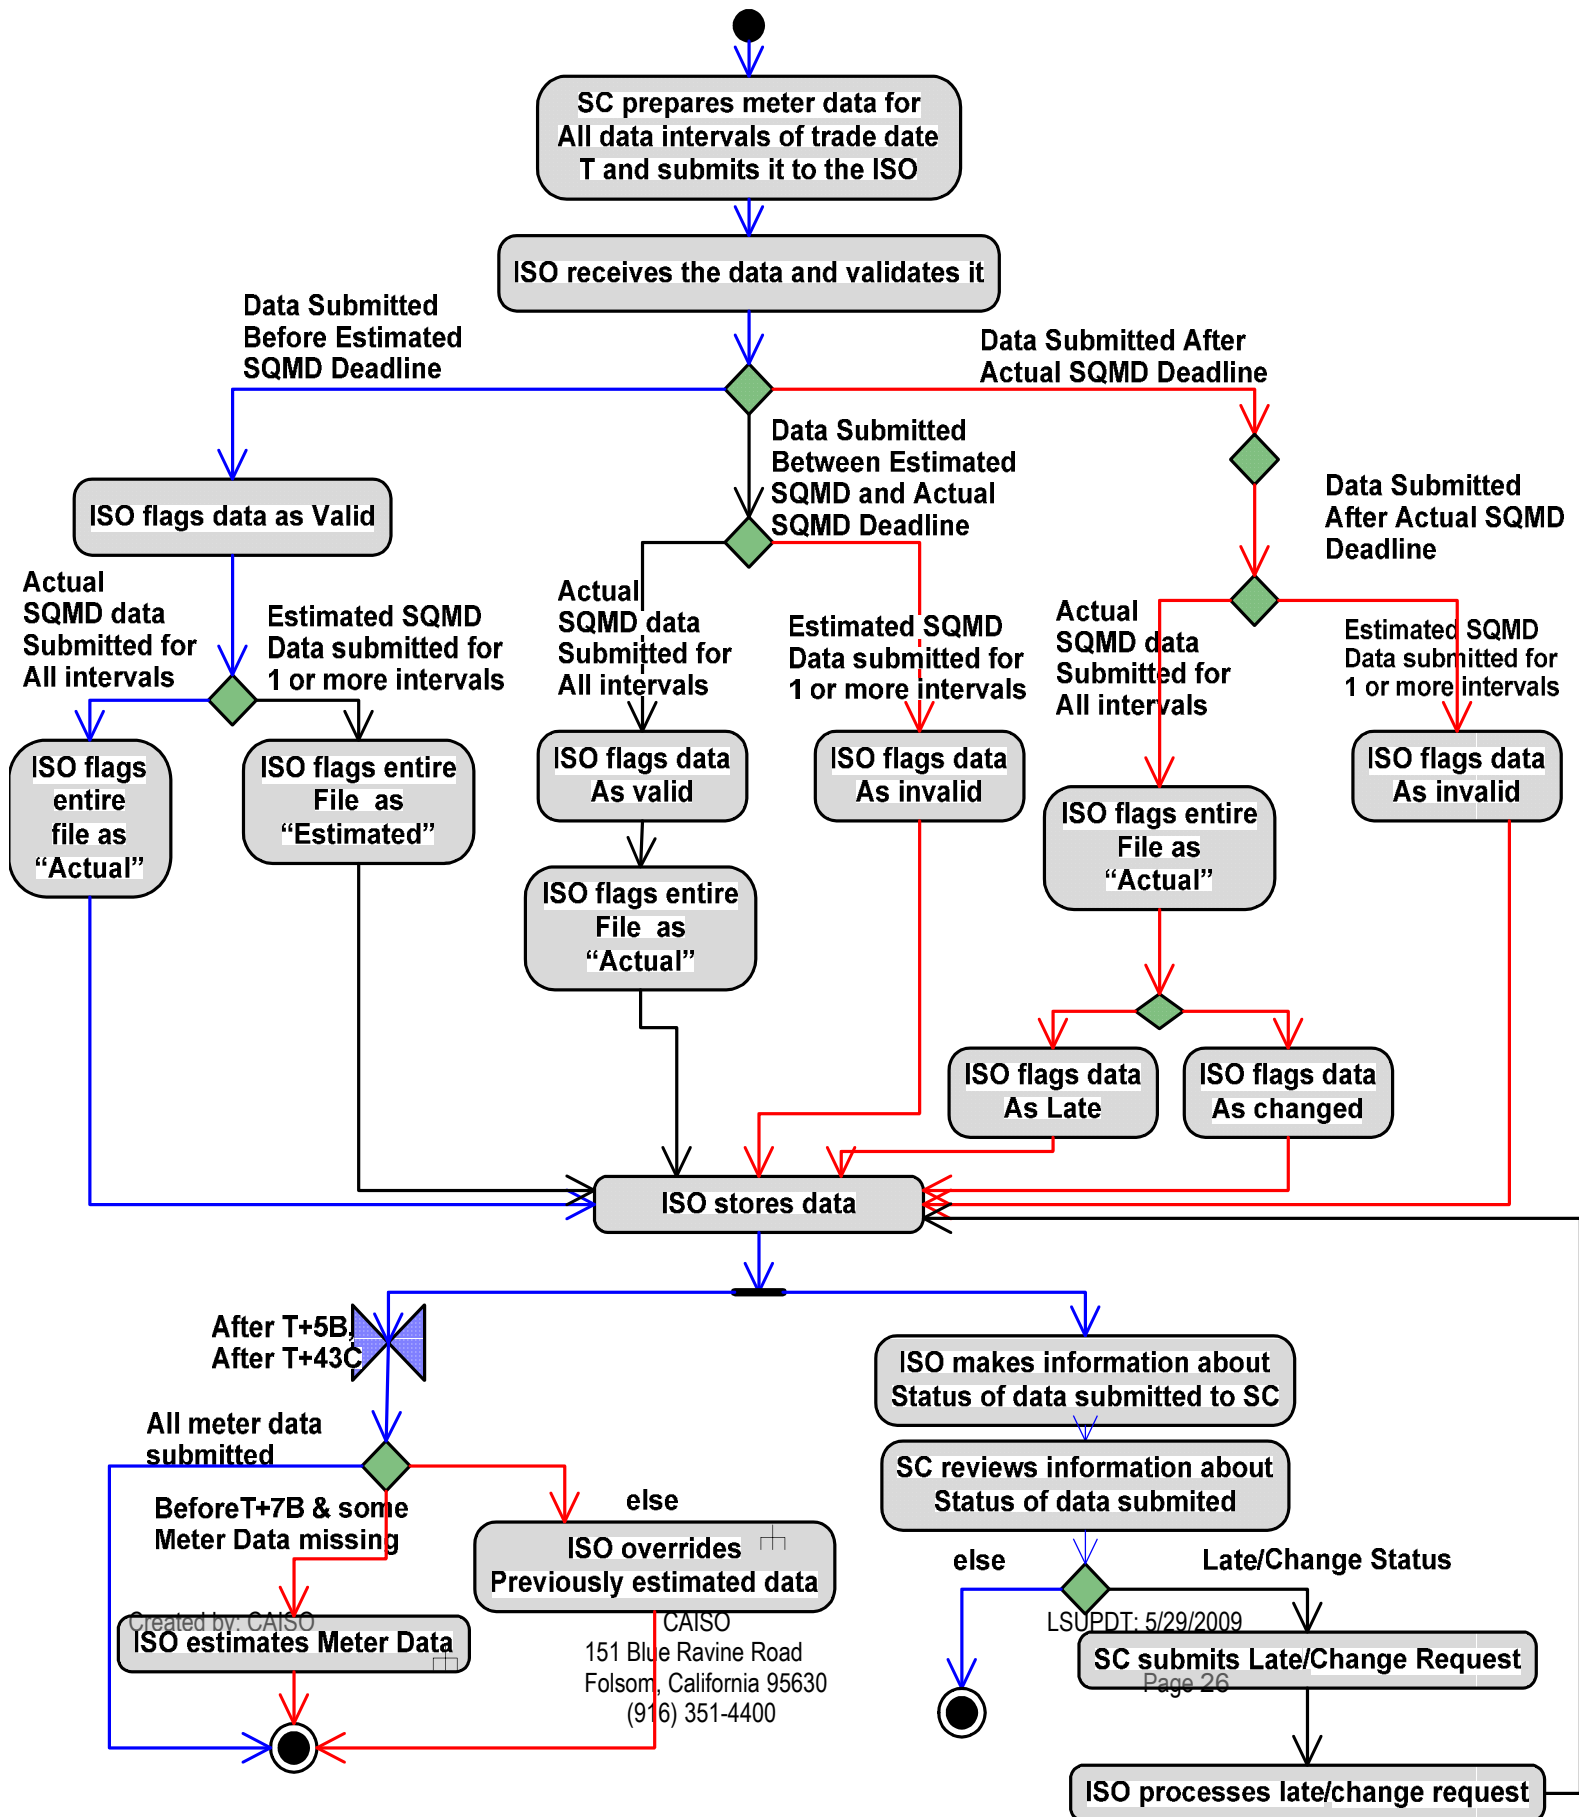 SC prepares meter data for
All data intervals of trade date
T and submits it to the ISO
ISO receives the data and validates it
Data Submitted
Before Estimated
SQMD Deadline
Data Submitted After
Actual SQMD Deadline
Data Submitted
Between Estimated
SQMD and Actual
SQMD Deadline
Data Submitted
After Actual SQMD
Deadline
ISO flags data as Valid
Actual
SQMD data
Submitted for
All intervals
Estimated SQMD
Data submitted for
1 or more intervals
Actual
SQMD data
Submitted for
All intervals
Estimated SQMD
Data submitted for
1 or more intervals
Actual
SQMD data
Submitted for
All intervals
Estimated SQMD
Data submitted for
1 or more intervals
ISO flags
entire
file as
“Actual”
ISO flags entire
File as
“Estimated”
ISO flags data
As valid
ISO flags data
As invalid
ISO flags entire
File as
“Actual”
ISO flags data
As invalid
ISO flags entire
File as
“Actual”
ISO flags data
As Late
ISO flags data
As changed
ISO stores data
After T+5B,
After T+43C
ISO makes information about
Status of data submitted to SC
All meter data
submitted
SC reviews information about
Status of data submited
BeforeT+7B & some
Meter Data missing
else
ISO overrides
Previously estimated data
else
Late/Change Status
Created by: CAISO
ISO estimates Meter Data
CAISO
151 Blue Ravine Road
Folsom, California 95630
(916) 351-4400
LSUPDT: 5/29/2009
SC submits Late/Change Request
Page 26
ISO processes late/change request